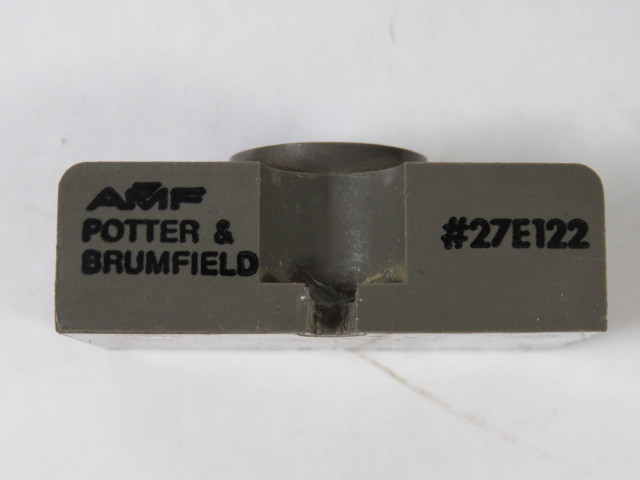 AMF
POTTER &
BRUMFIELD
#27E122